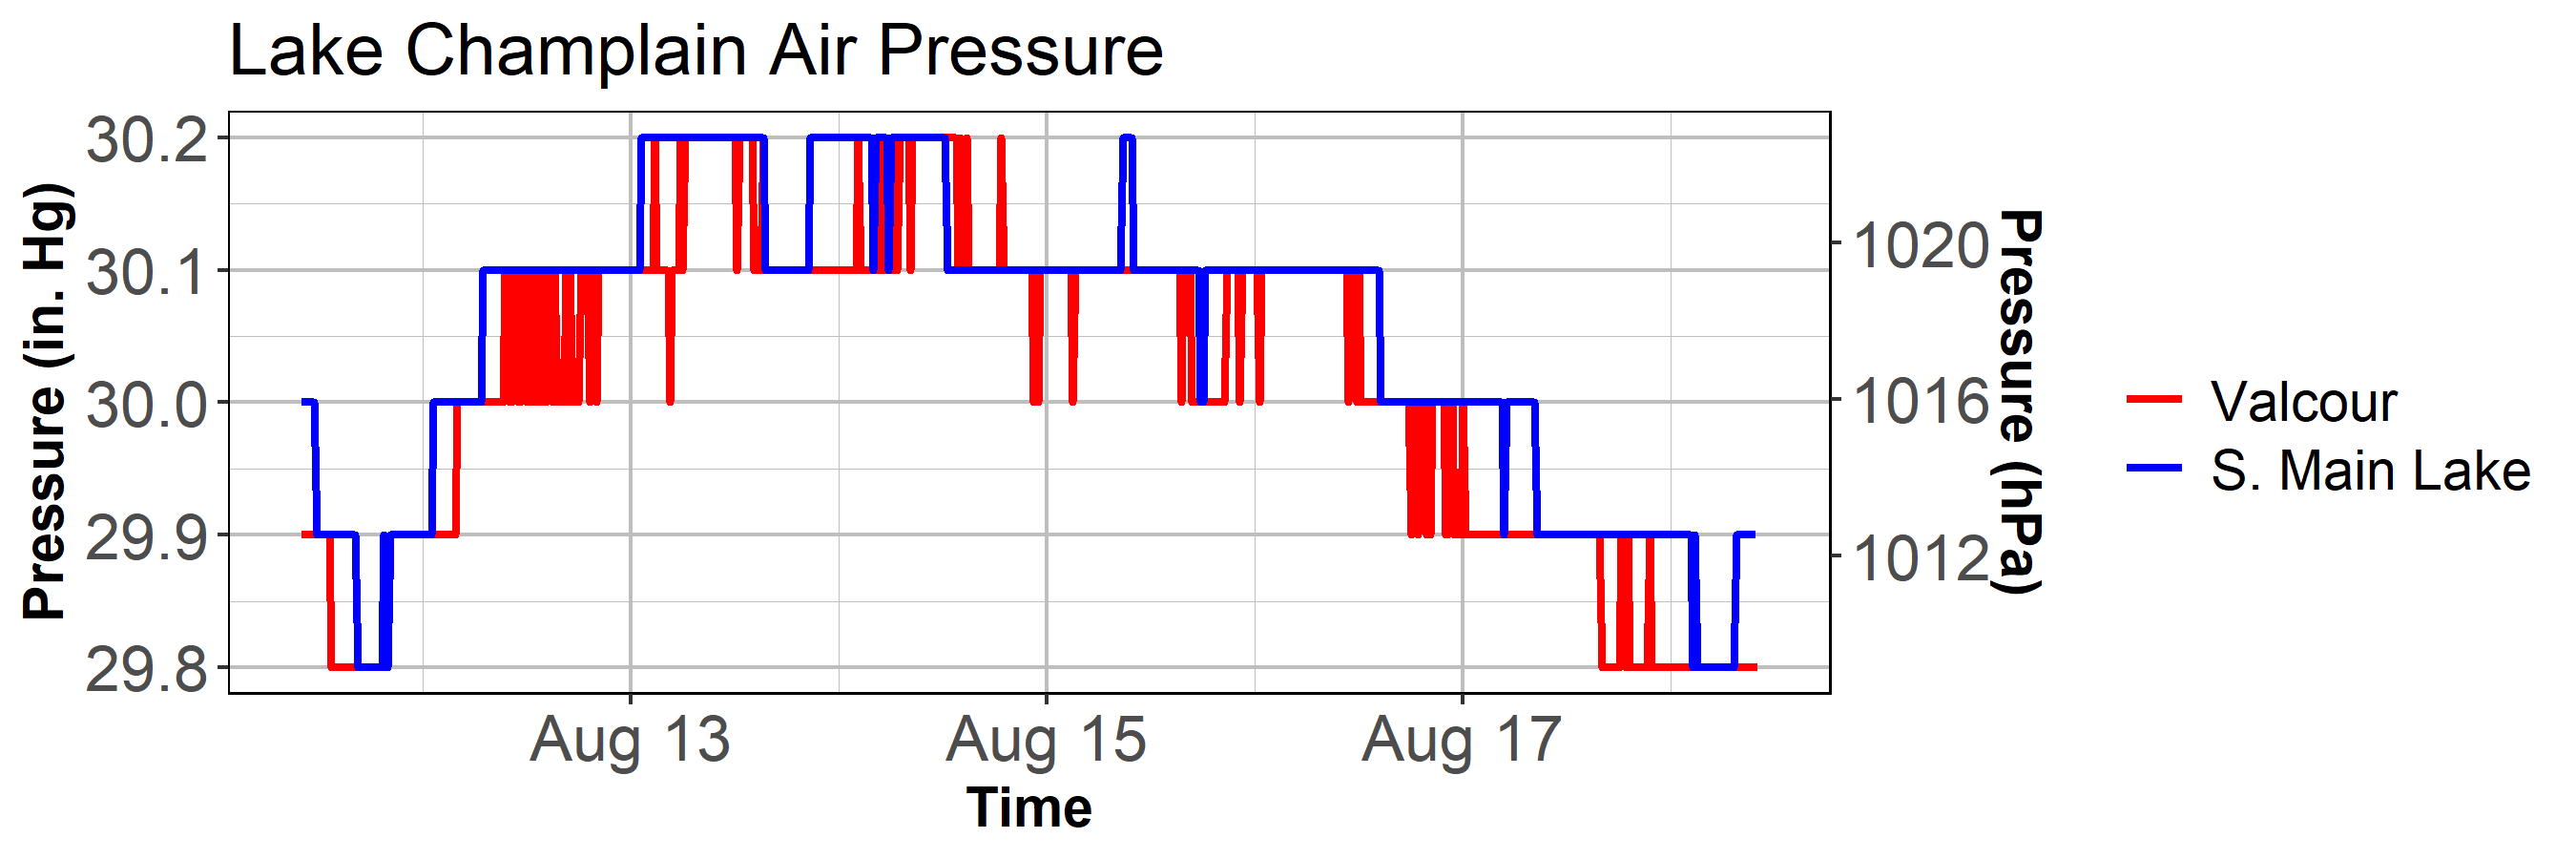 Lake Champlain Air Pressure
Pressure (in. Hg)
30.2
30.1
30.0
29.9
29.8
1020
1016
1012
Pressure (hPa)
Aug 13
Aug 15
Aug 17
Time
Valcour
S. Main Lake